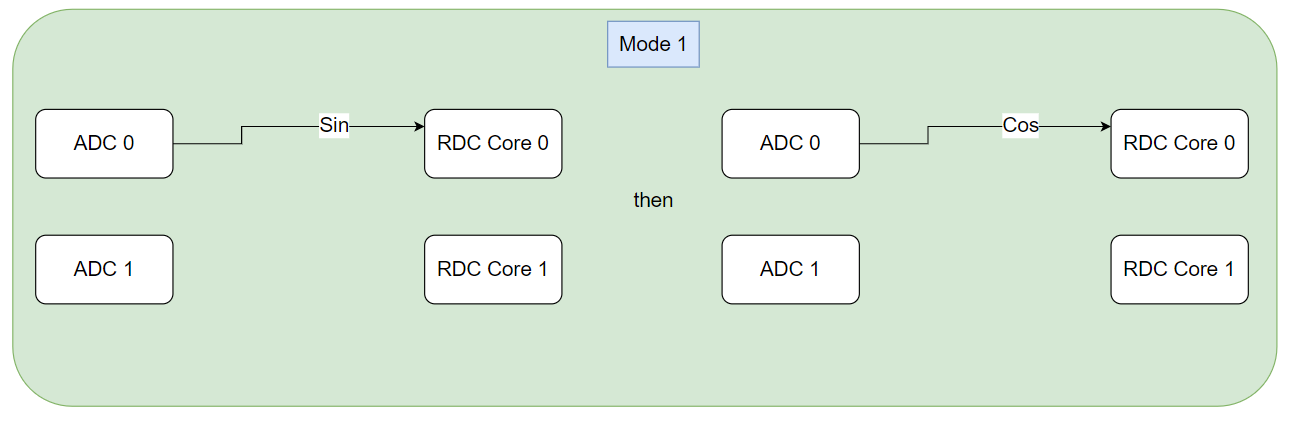 Mode 1
ADC 0
Sin
RDC Core 0
ADC 0
Cos
RDC Core 0
then
ADC 1
RDC Core 1
ADC 1
RDC Core 1